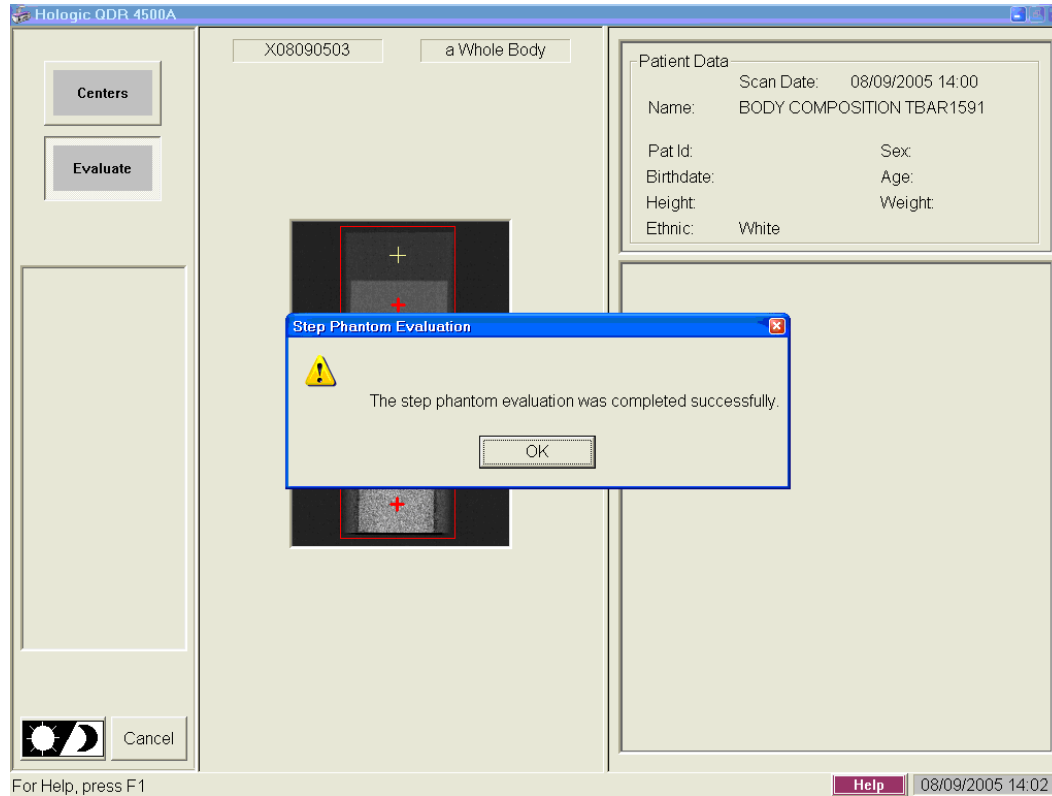 Hologic QDR 4500A
Centers
Evaluate
X08090503
a Whole Body
Patient Data
Scan Date: 08/09/2005 14:00
Name: BODY COMPOSITION TBAR1591
Pat Id: Sex:
Birthdate: Age:
Height: Weight:
Ethnic: White
Step Phantom Evaluation
The step phantom evaluation was completed successfully.
OK
Cancel
For Help, press F1
Help
08/09/2005 14:02